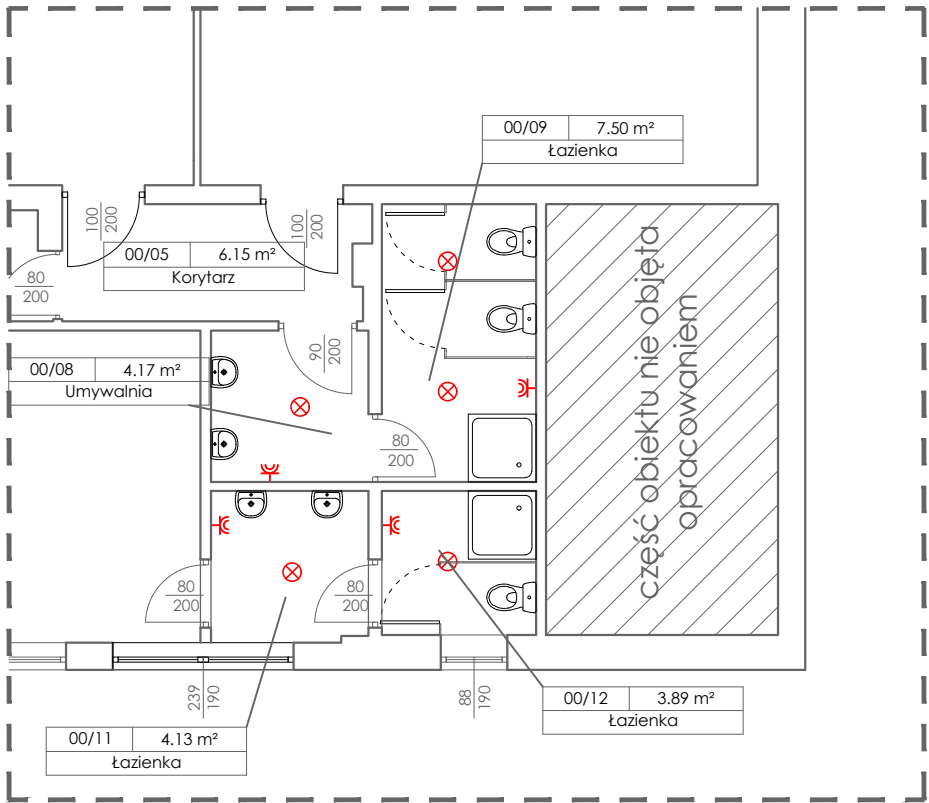 00/09 7.50 m²
Łazienka
100
200
100
200
00/05 6.15 m²
Korytarz
80
200
część obiektu nie objęta
opracowaniem
90
200
00/08 4.17 m²
Umywalnia
80
200
80
200
80
200
239
190
88
190
00/12 3.89 m²
Łazienka
00/11 4.13 m²
Łazienka